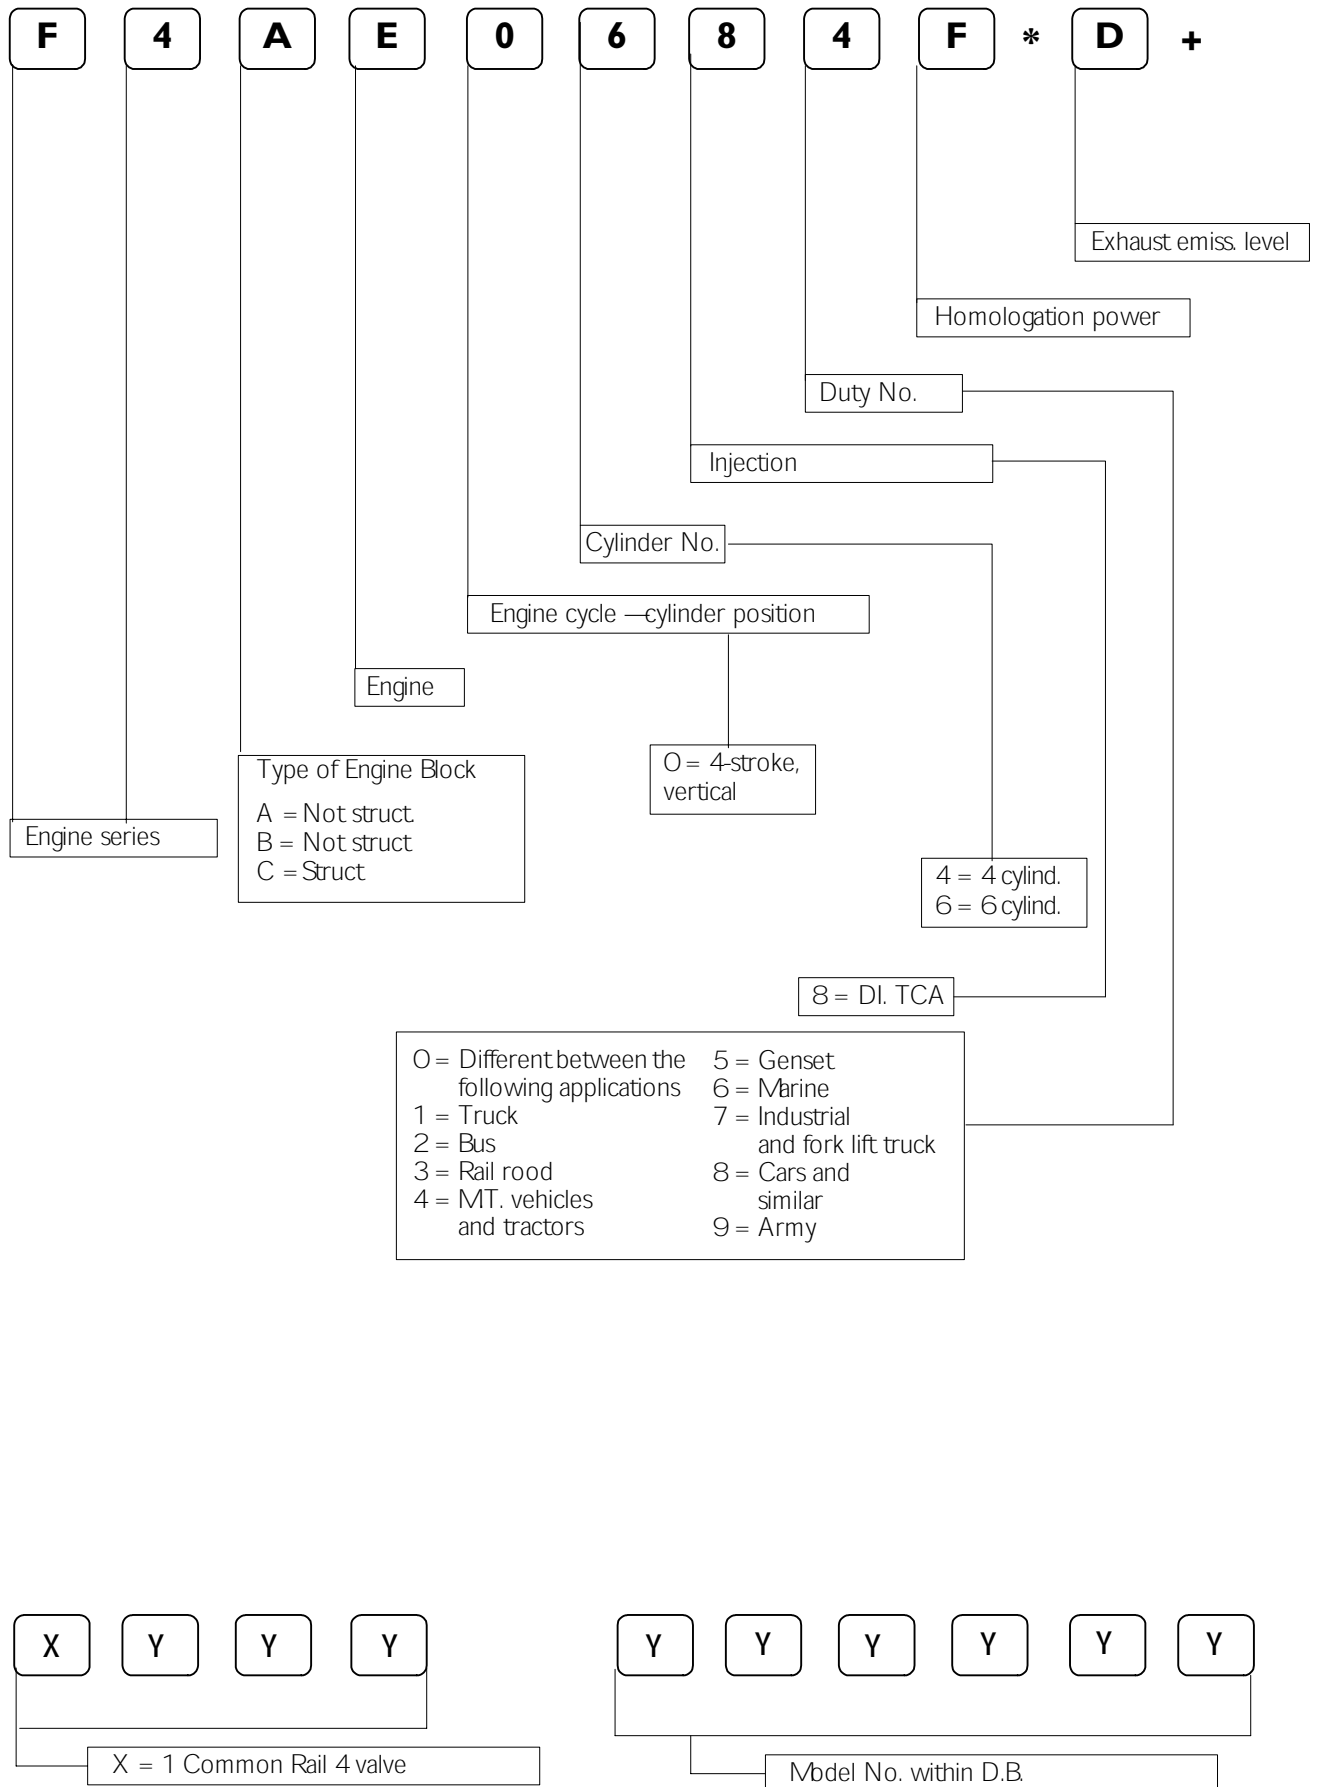 F 4 A E 0 6 8 4 F * D +
Exhaust emiss. level
Homologation power
Duty No.
Injection
Cylinder No.
Engine cycle — cylinder position
Engine
Type of Engine Block
A = Not struct.
B = Not struct
C = Struct
0 = 4-stroke,
vertical
Engine series
4 = 4 cylind.
6 = 6 cylind.
8 = DI. TCA
0 = Different between the
following applications
1 = Truck
2 = Bus
3 = Rail rood
4 = MT. vehicles
and tractors
5 = Genset
6 = Marine
7 = Industrial
and fork lift truck
8 = Cars and
similar
9 = Army
X Y Y Y Y Y Y Y Y Y
X = 1 Common Rail 4 valve
Model No. within D.B.